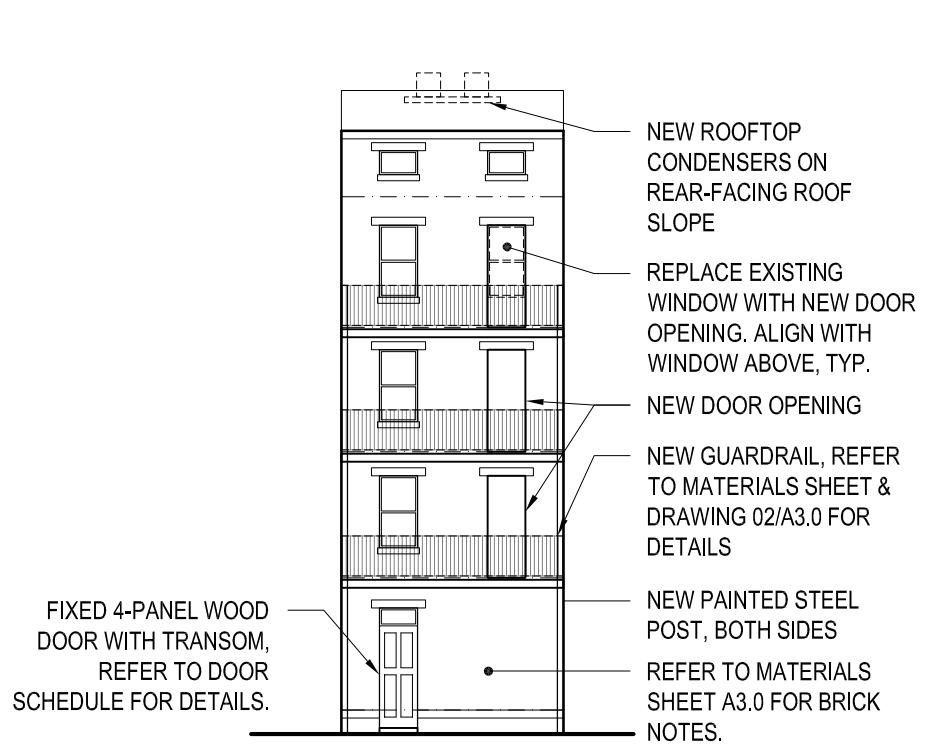 NEW ROOFTOP
CONDENSERS ON
REAR-FACING ROOF
SLOPE
REPLACE EXISTING
WINDOW WITH NEW DOOR
OPENING. ALIGN WITH
WINDOW ABOVE, TYP.
NEW DOOR OPENING
NEW GUARDRAIL, REFER
TO MATERIALS SHEET &
DRAWING 02/A3.0 FOR
DETAILS
NEW PAINTED STEEL
POST, BOTH SIDES
REFER TO MATERIALS
SHEET A3.0 FOR BRICK
NOTES.
FIXED 4-PANEL WOOD
DOOR WITH TRANSOM,
REFER TO DOOR
SCHEDULE FOR DETAILS.